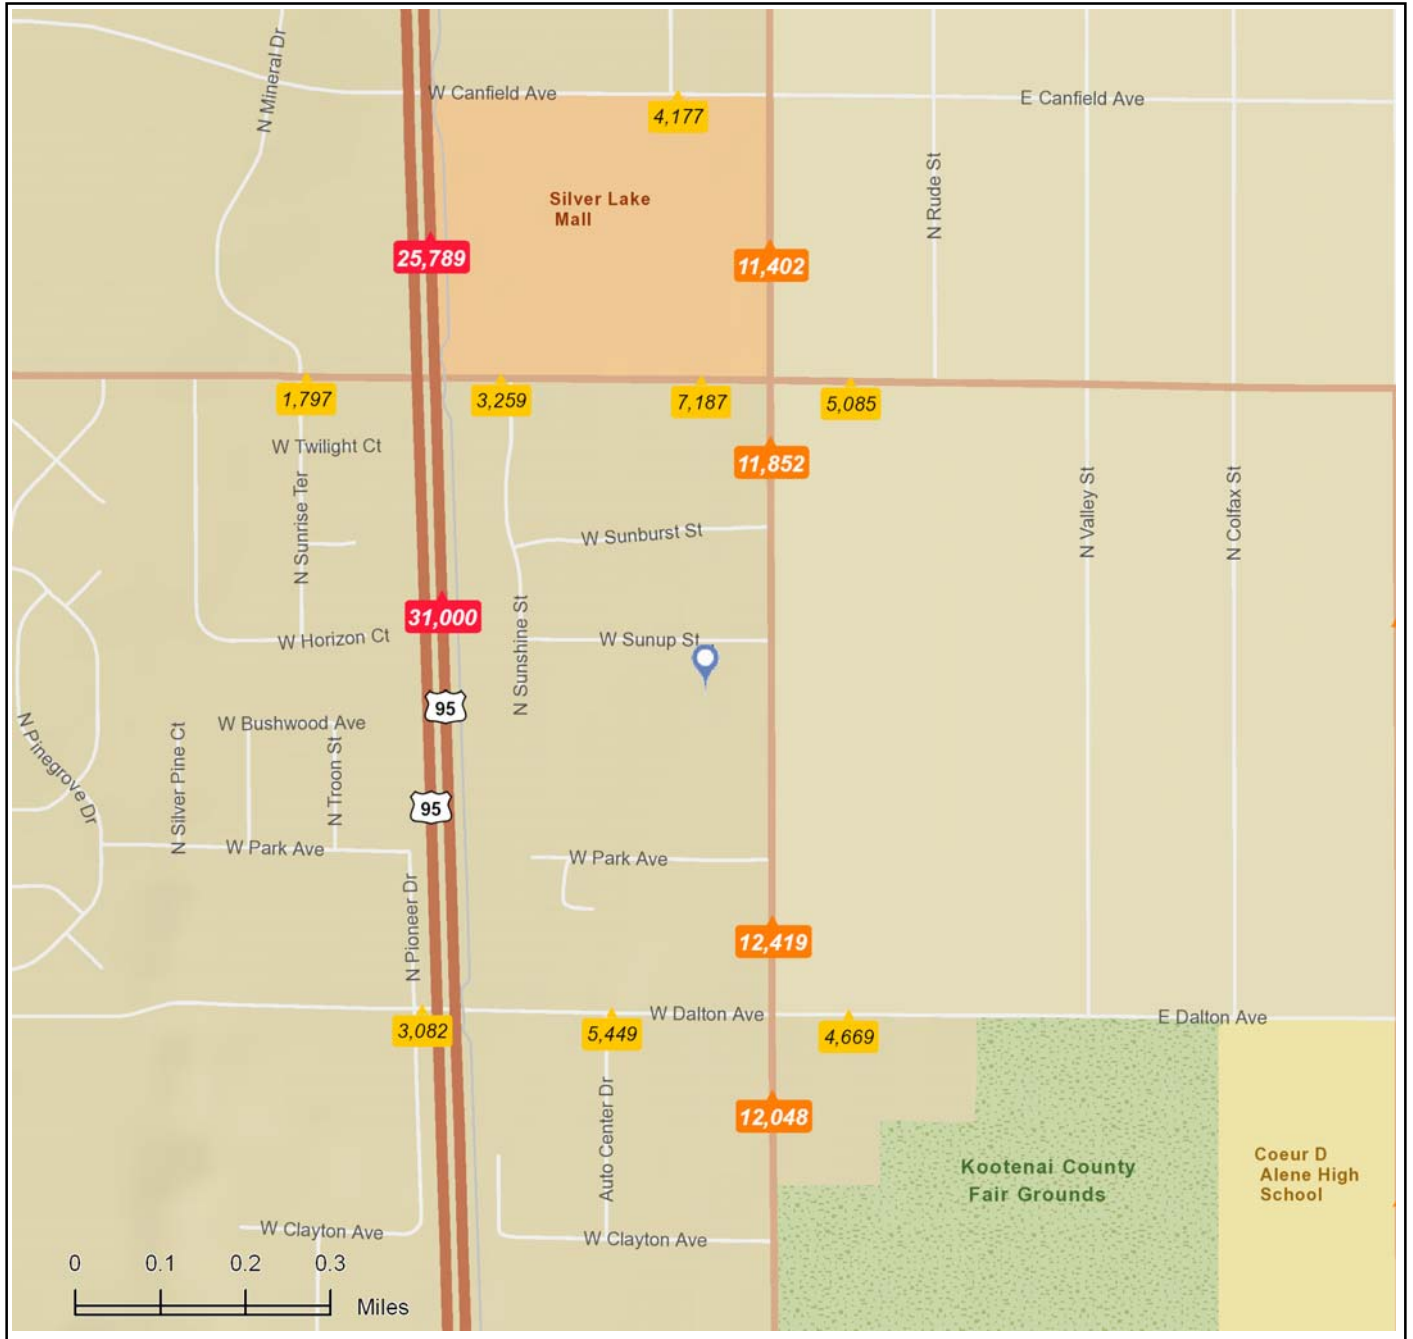 N Mineral Dr
W Canfield Ave
E Canfield Ave
4,177
Silver Lake
Mall
N Rude St
25,789
11,402
1,797
3,259
7,187
5,085
W Twilight Ct
11,852
N Sunrise Ter
W Sunburst St
N Valley St
N Colfax St
31,000
W Horizon Ct
N Sunshine St
W Sunup St
95
W Bushwood Ave
N Pinegrove Dr
N Silver Pine Ct
N Troon St
95
W Park Ave
W Park Ave
N Pioneer Dr
12,419
W Dalton Ave
E Dalton Ave
3,082
5,449
4,669
Auto Center Dr
12,048
Kootenai County
Fair Grounds
Coeur D
Alene High
School
W Clayton Ave
W Clayton Ave
0 0.1 0.2 0.3
Miles